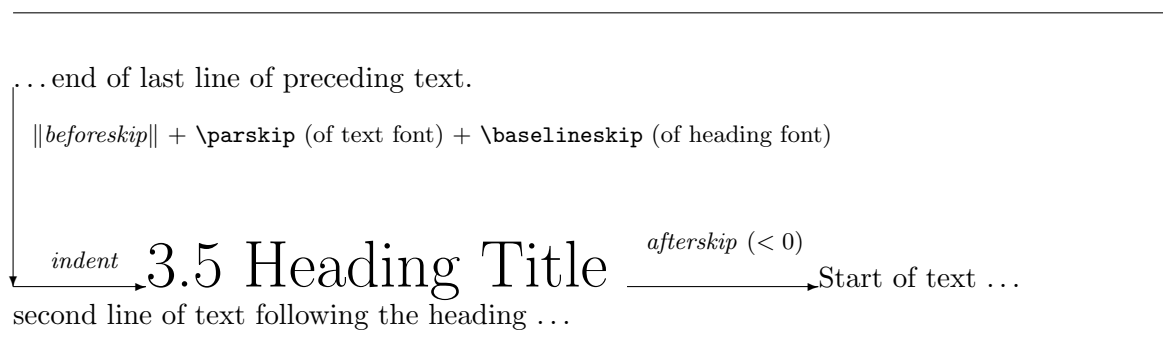 ...end of last line of preceding text.
‖beforeskip‖ + \parskip (of text font) + \baselineskip (of heading font)
indent 3.5 Heading Title afterskip (< 0) Start of text ...
second line of text following the heading ...